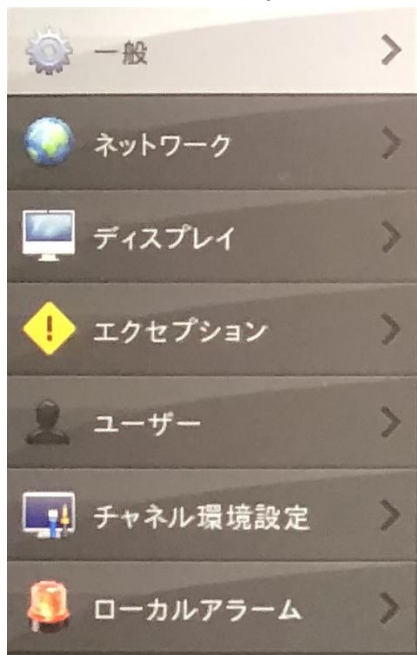 一般
ネットワーク
ディスプレイ
エクセプション
ユーザー
チャネル環境設定
ローカルアラーム